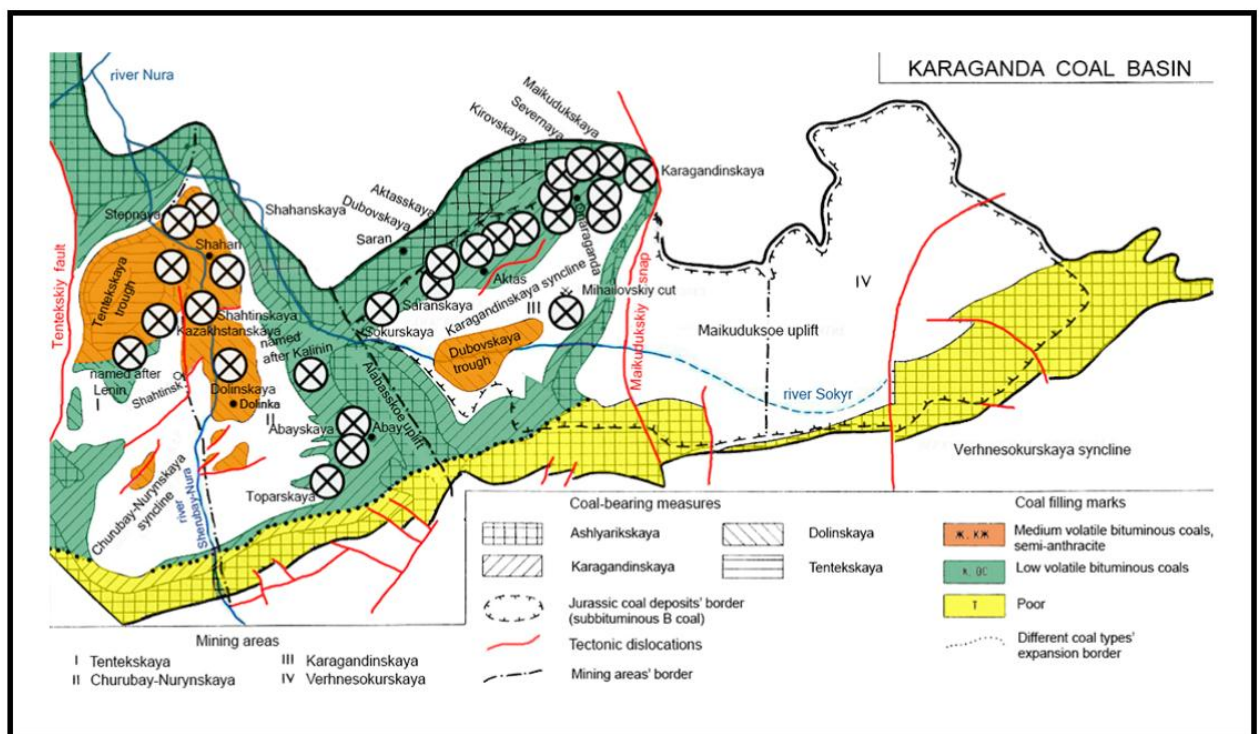 KARAGANDA COAL BASIN
river Nura
Maikudukskaya
Severnaya
Kirovskaya
Karagandinskaya
Aktasskaya
Dubovskaya
Saran
Stepnaya
Shahanskaya
Shahan
Tentekskiy fault
Tentekskaya
trough
Aktas
Karagandinskaya syncline
Mihailovskiy cut
III
IV
Saranskaya
Sokurskaya
Shahtinskaya
Kazakhstanskaya
named
after Kalinin
Dubovskaya
trough
Maikudukskiy
snap
Maikuduksoe uplift
river Sokyr
named after
Lenin
I
Shahtinsk
Dolinskaya
Dolinka
II
Alabasskoe uplift
Abayskaya
Abay
Toparskaya
Churubay-Nurynskaya
syncline
river
Sherubay-Nura
Verhnesokurskaya syncline
Coal-bearing measures
Ashlyarikskaya
Dolinskaya
Karagandinskaya
Tentekskaya
Jurassic coal deposits' border
(subbituminous B coal)
Tectonic dislocations
Mining areas' border
Coal filling marks
Medium volatile bituminous coals,
semi-anthracite
Low volatile bituminous coals
Poor
Different coal types'
expansion border
Mining areas
I Tentekskaya
II Churubay-Nurynskaya
III Karagandinskaya
IV Verhnesokurskaya